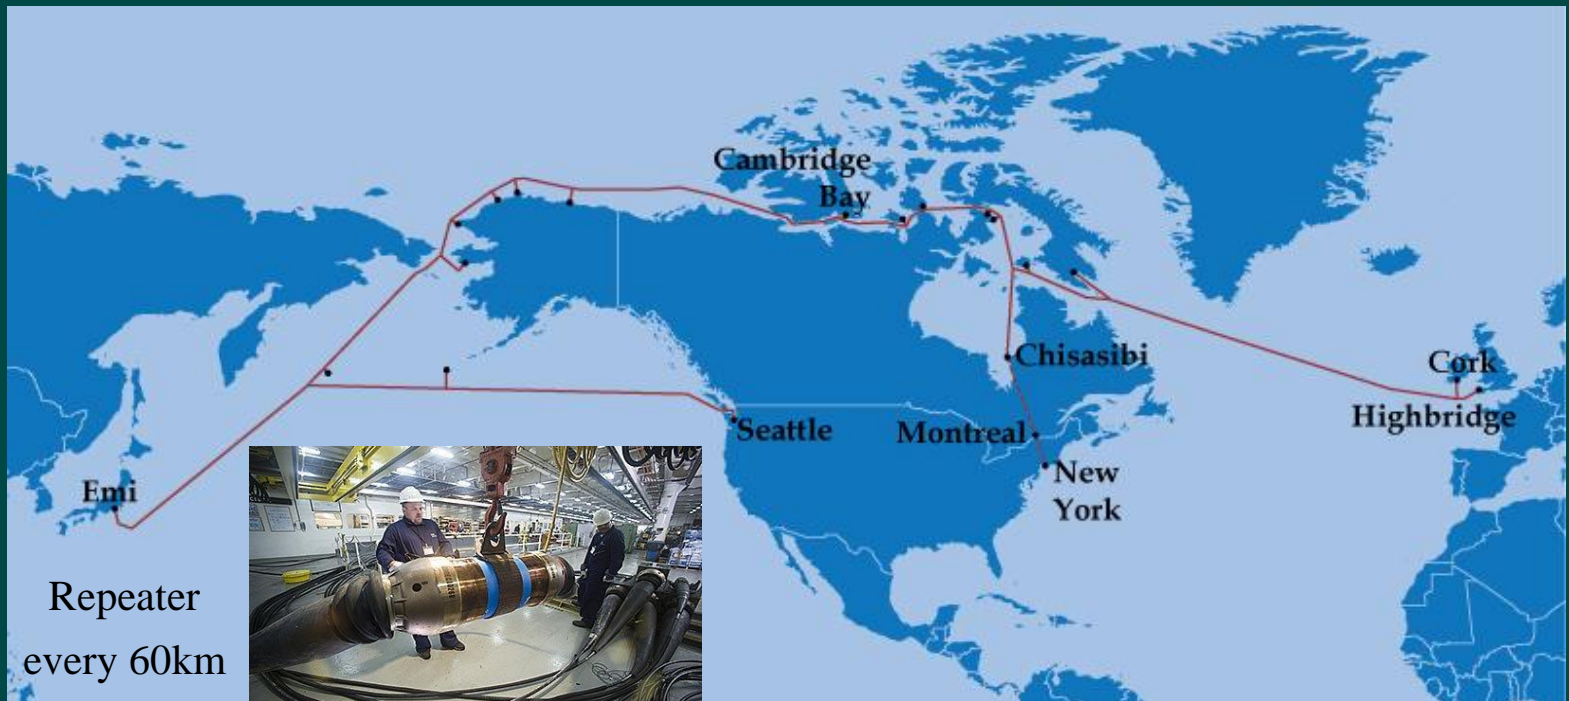 Cambridge
Bay
Chisasibi
Cork
Highbridge
Seattle
Montreal
New
York
Emi
Repeater
every 60km